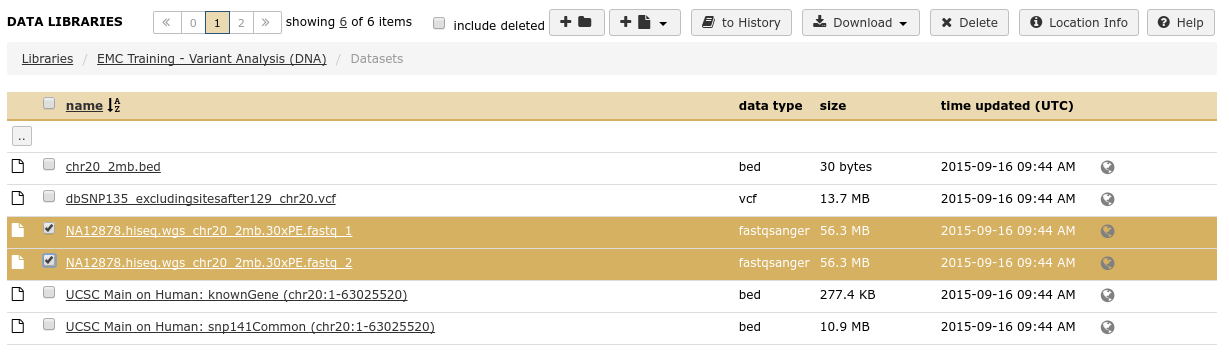 DATA LIBRARIES « 0 1 2 » showing 6 of 6 items include deleted + + to History Download Delete Location Info Help
Libraries / EMC Training - Variant Analysis (DNA) / Datasets
name data type size time updated (UTC)
..
chr20_2mb.bed bed 30 bytes 2015-09-16 09:44 AM
dbSNP135_excludingsitesafter129_chr20.vcf vcf 13.7 MB 2015-09-16 09:44 AM
NA12878.hiseq.wgs_chr20_2mb.30xPE.fastq_1 fastqsanger 56.3 MB 2015-09-16 09:44 AM
NA12878.hiseq.wgs_chr20_2mb.30xPE.fastq_2 fastqsanger 56.3 MB 2015-09-16 09:44 AM
UCSC Main on Human: knownGene (chr20:1-63025520) bed 277.4 KB 2015-09-16 09:44 AM
UCSC Main on Human: snp141Common (chr20:1-63025520) bed 10.9 MB 2015-09-16 09:44 AM